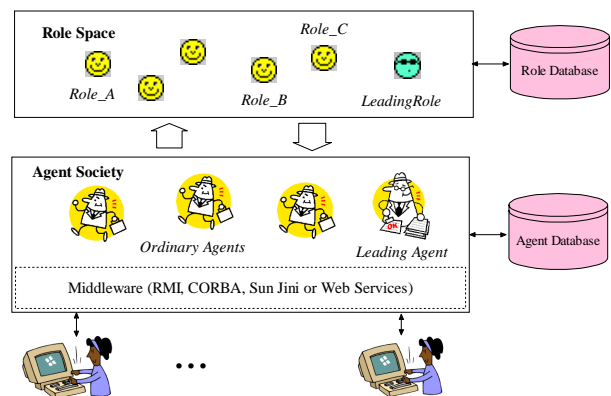 Role Space
Role_C
Role_A
Role_B
LeadingRole
Role Database
Agent Society
Ordinary Agents
OK
Leading Agent
Agent Database
Middleware (RMI, CORBA, Sun Jini or Web Services)
...